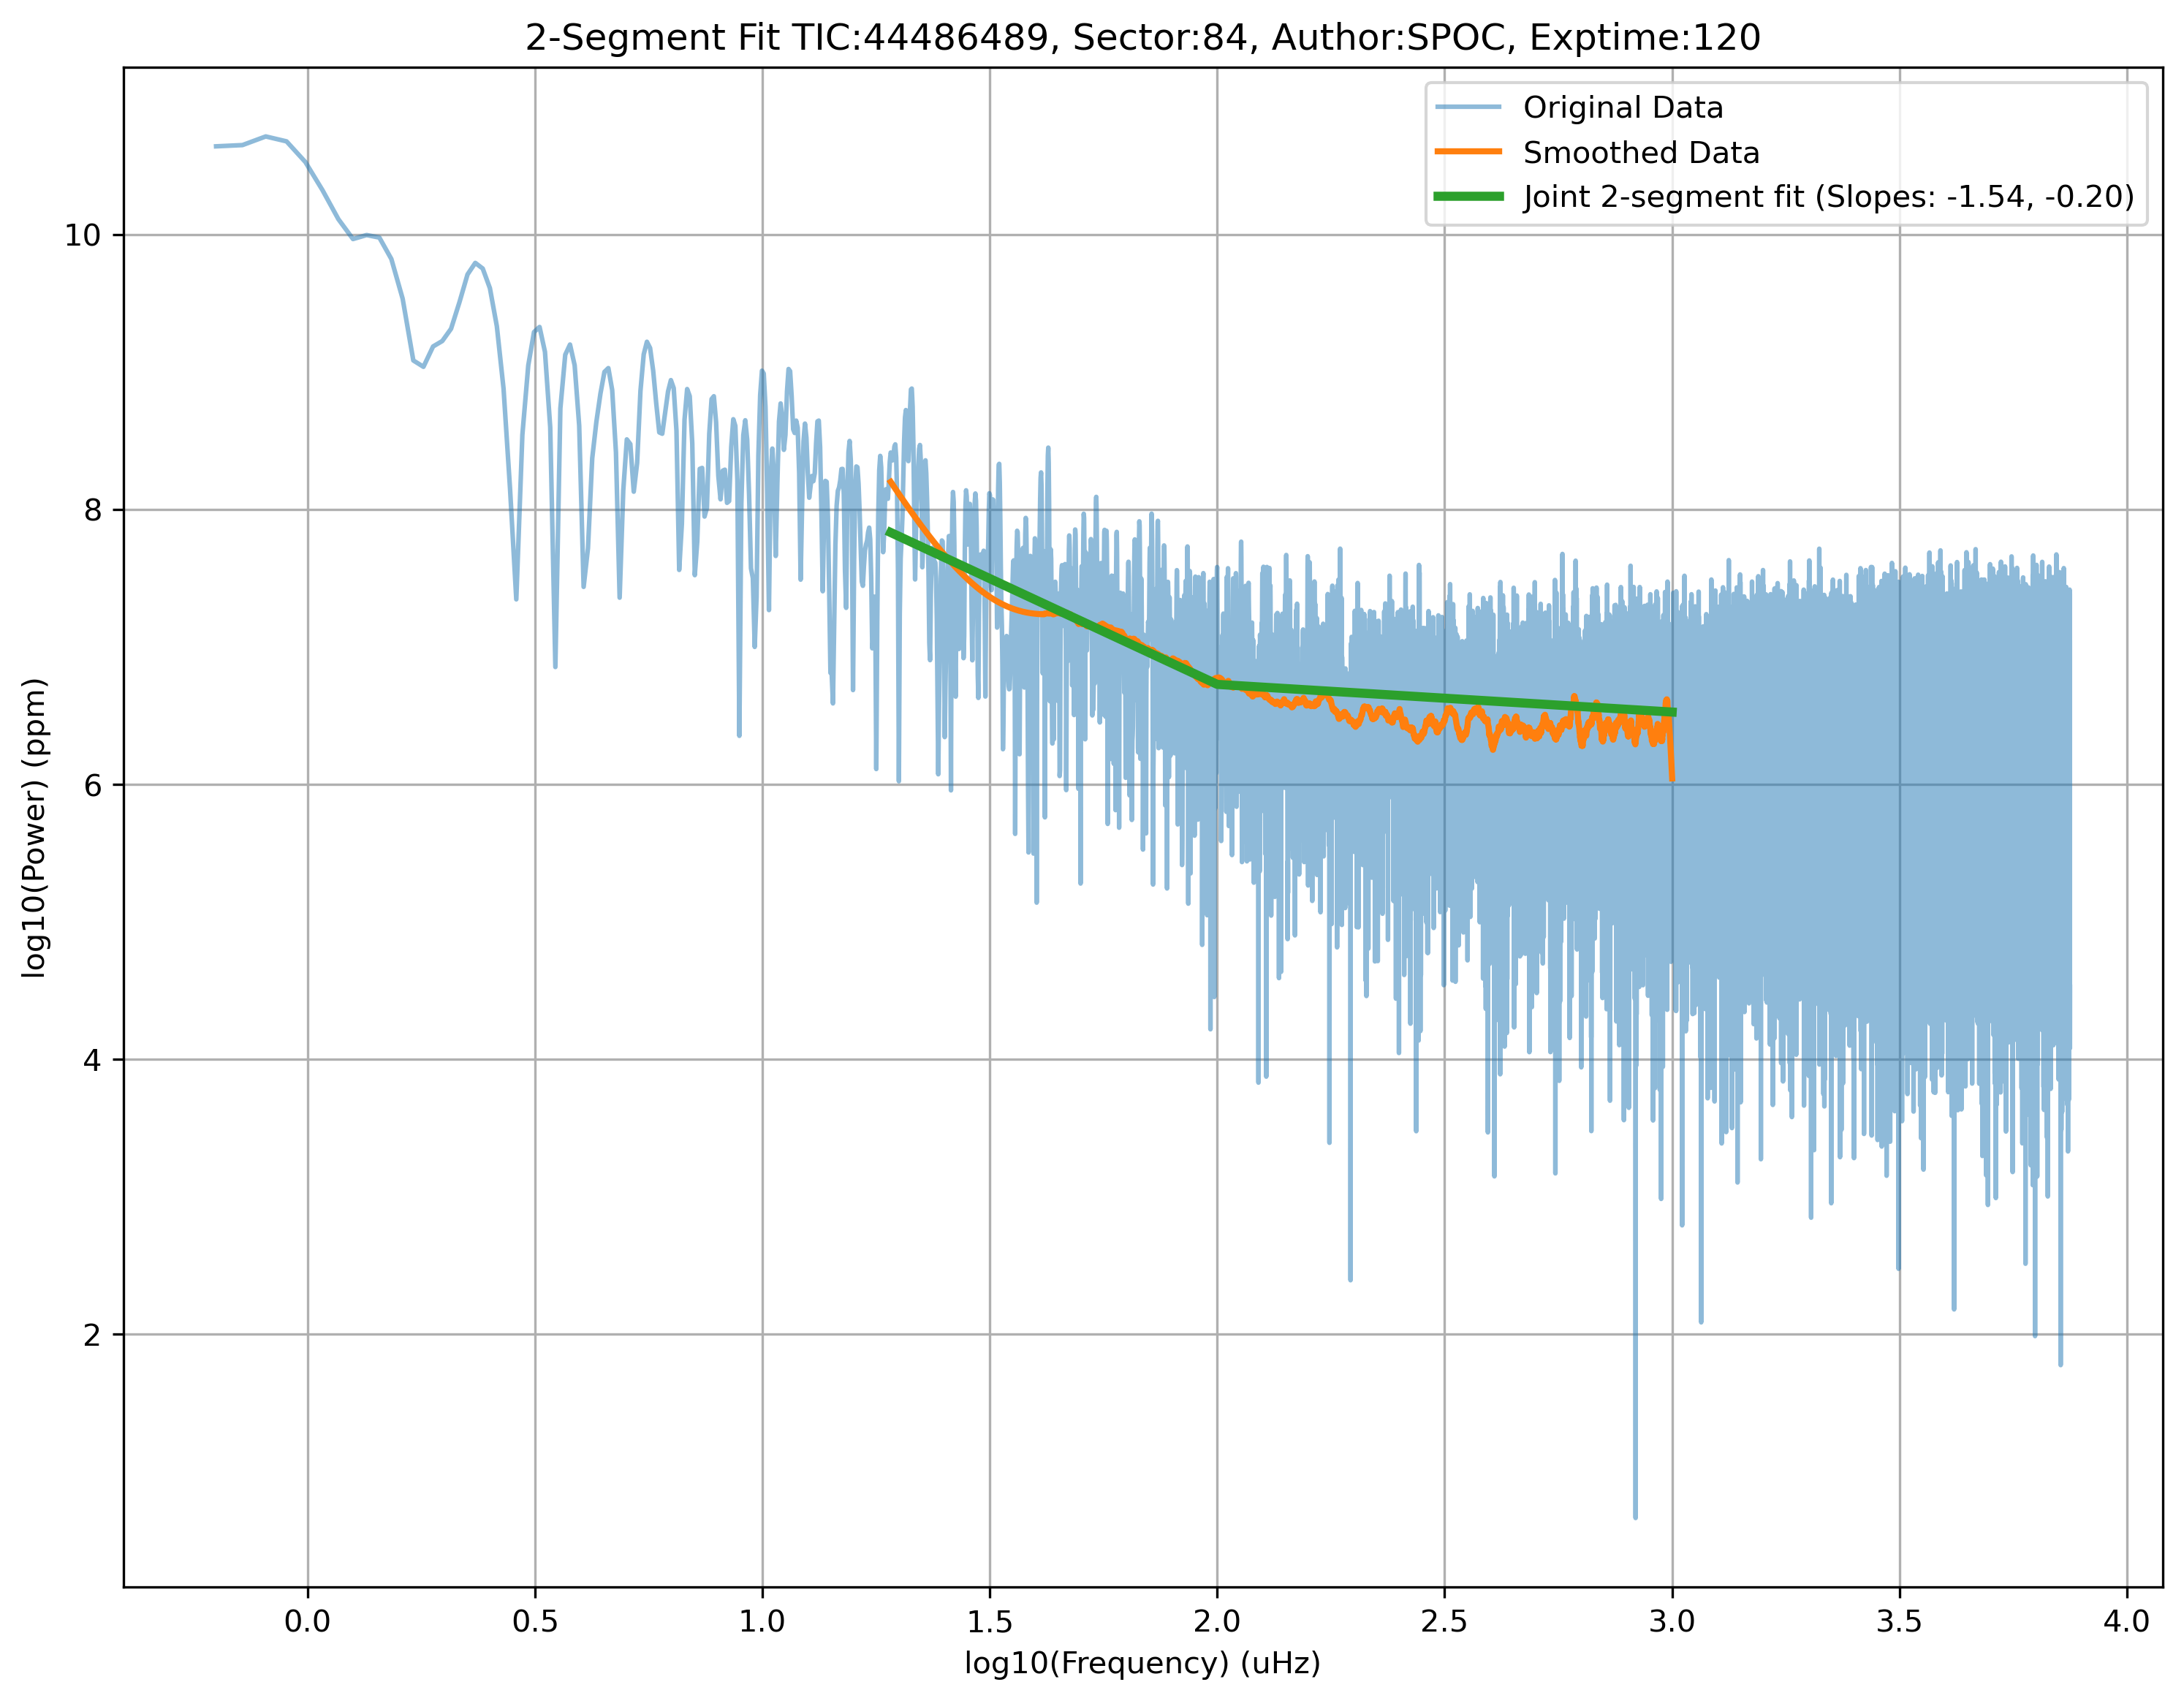 2-Segment Fit TIC:44486489, Sector:84, Author:SPOC, Exptime:120
Original Data
Smoothed Data
Joint 2-segment fit (Slopes: -1.54, -0.20)
log10(Power) (ppm)
10
8
6
4
2
0.0 0.5 1.0 1.5 2.0 2.5 3.0 3.5 4.0
log10(Frequency) (uHz)